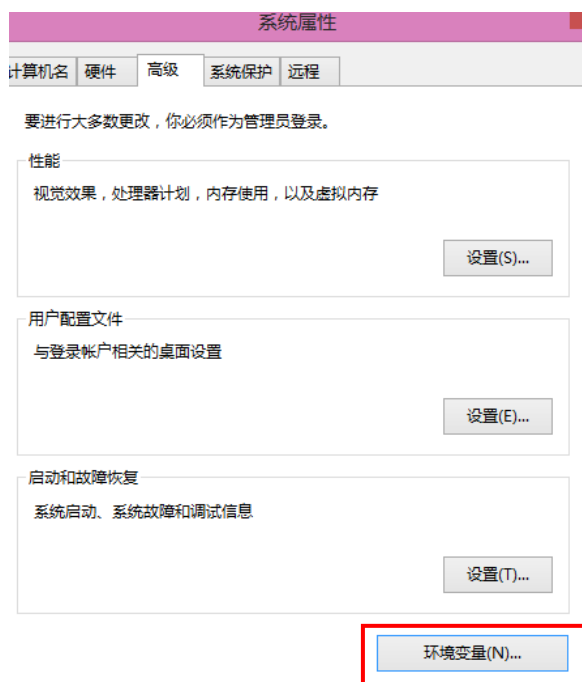 系统属性
计算机名 硬件 高级 系统保护 远程
要进行大多数更改，你必须作为管理员登录。
性能
视觉效果，处理器计划，内存使用，以及虚拟内存
设置(S)...
用户配置文件
与登录帐户相关的桌面设置
设置(E)...
启动和故障恢复
系统启动、系统故障和调试信息
设置(T)...
环境变量(N)...